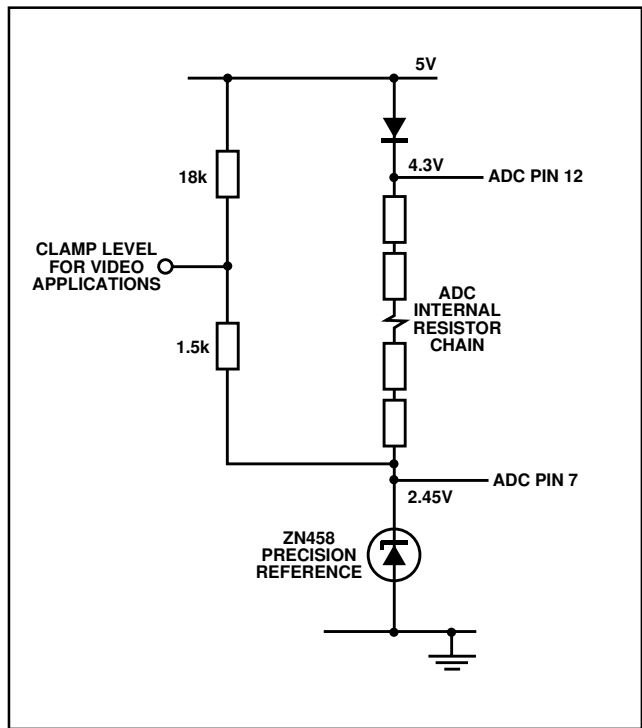 5V
4.3V
ADC PIN 12
18k
CLAMP LEVEL
FOR VIDEO
APPLICATIONS
ADC
INTERNAL
RESISTOR
CHAIN
1.5k
ADC PIN 7
2.45V
ZN458
PRECISION
REFERENCE